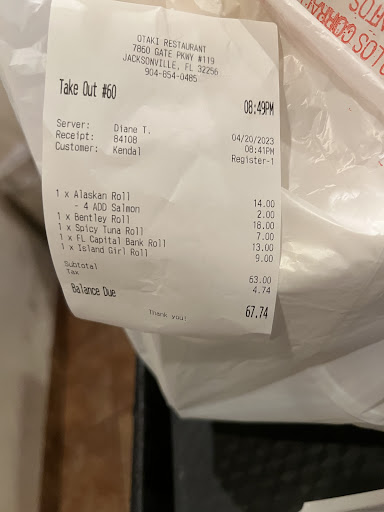 OTAKI RESTAURANT
7860 GATE PKWY #119
JACKSONVILLE, FL 32256
904-854-0485
Take Out #60 08:49PM
Server: Diane T. 04/20/2023
Receipt: 84108 08:41PM
Customer: Kendal Register-1
1 x Alaskan Roll 14.00
- 4 ADD Salmon 2.00
1 x Bentley Roll 18.00
1 x Spicy Tuna Roll 7.00
1 x FL Capital Bank Roll 13.00
1 x Island Girl Roll 9.00
Subtotal 63.00
Tax 4.74
Balance Due 67.74
Thank you!